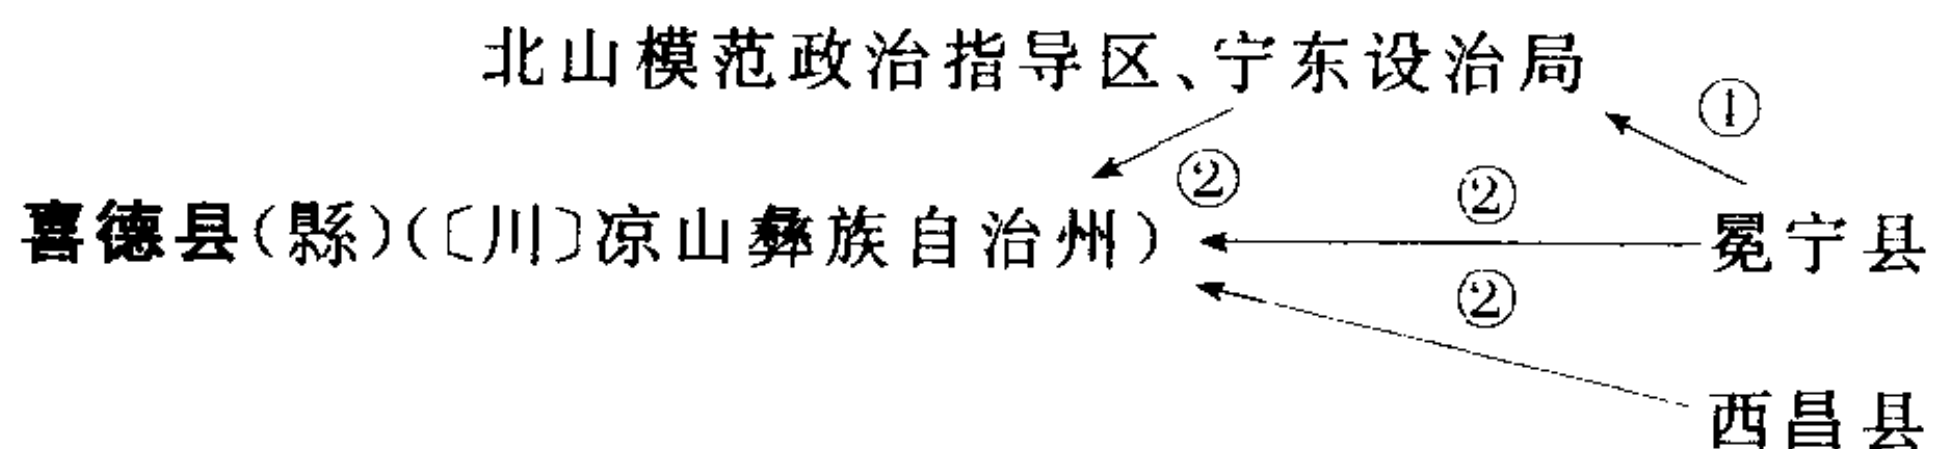 北山模范政治指导区、宁东设治局
①
②
②
喜德县(縣)(〔川〕凉山彝族自治州)
冕宁县
②
西昌县